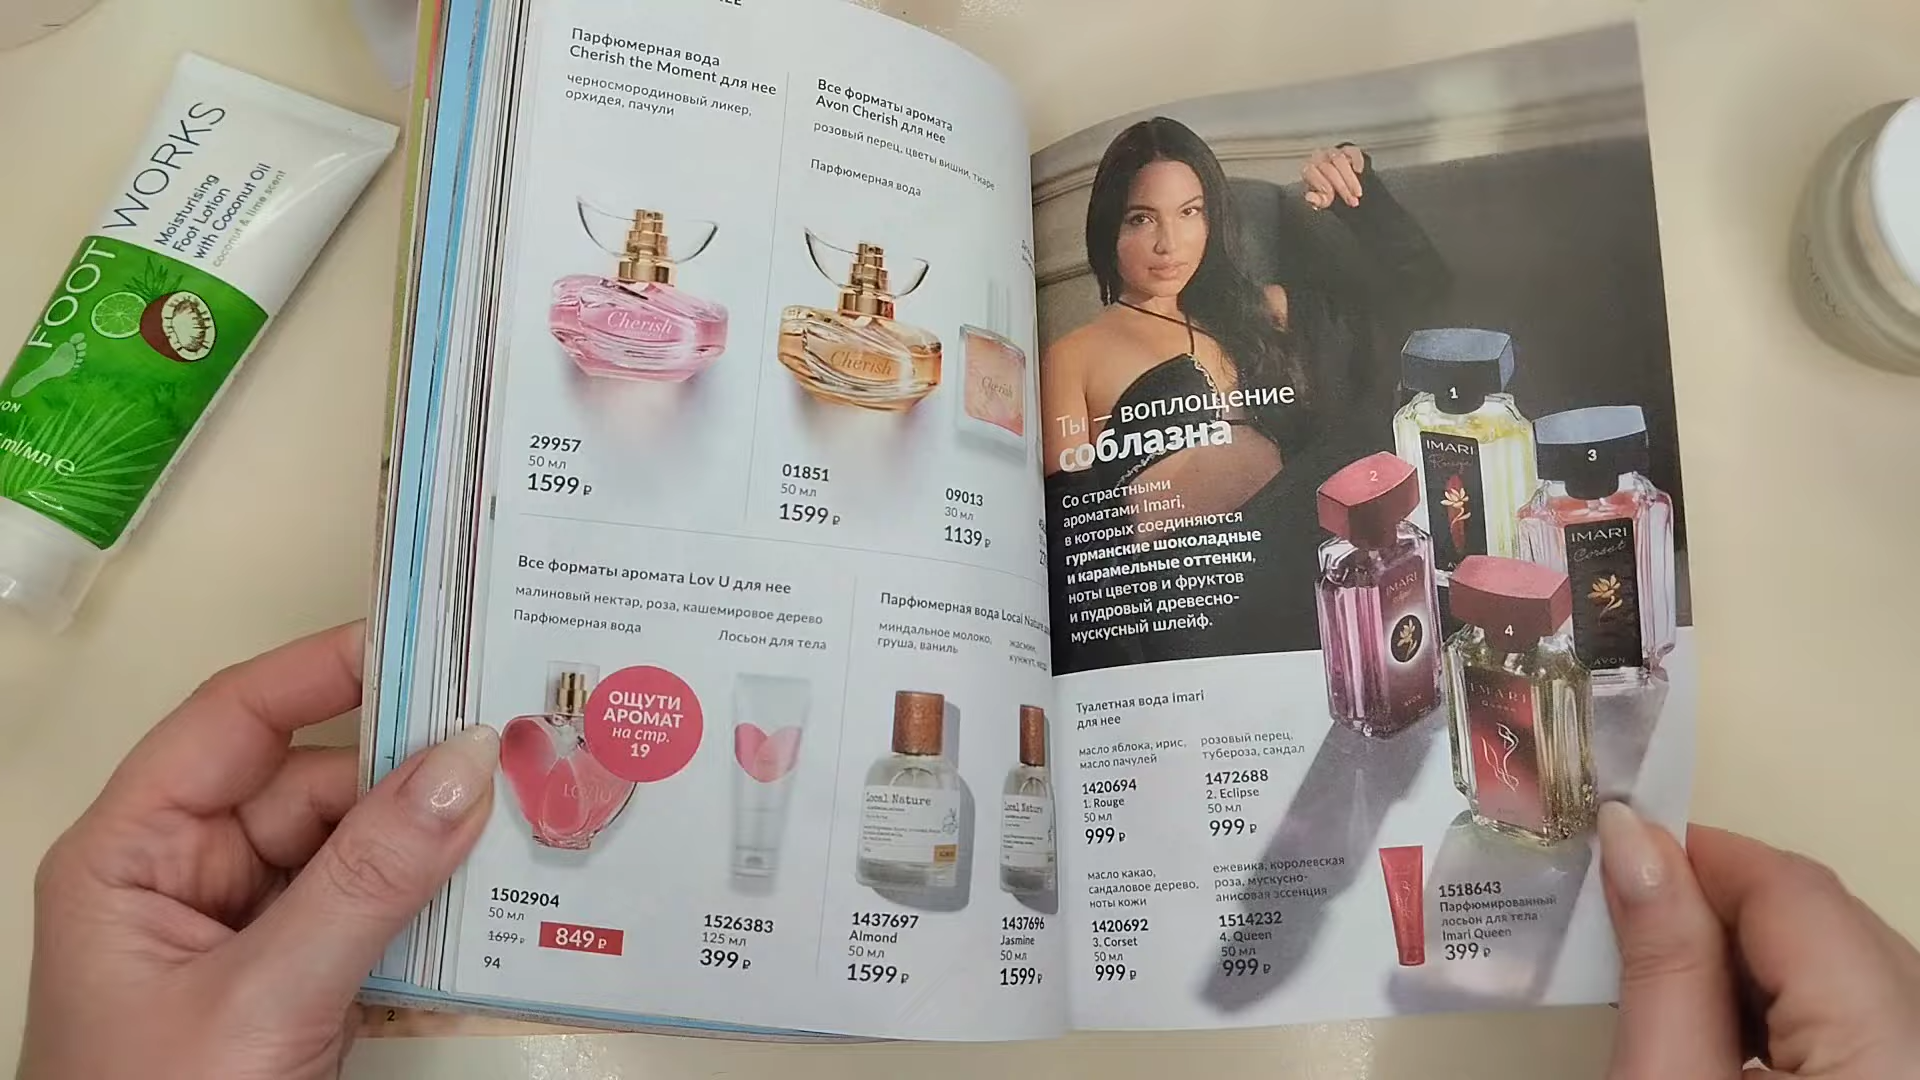 FOOT WORKS
Moisturising
Foot Lotion
with Coconut Oil
coconut & lime scent
ml/мл e
Парфюмерная вода
Cherish the Moment для нее
черносмородиновый ликер,
орхидея, пачули
Cherish
29957
50 мл
1599 ₽
Все форматы аромата
Avon Cherish для нее
розовый перец, цветы вишни, тиаре
Парфюмерная вода
Cherish
Cherish
01851
50 мл
1599 ₽
09013
30 мл
1139 ₽
Все форматы аромата Lov U для нее
малиновый нектар, роза, кашемировое дерево
Парфюмерная вода
Лосьон для тела
ОЩУТИ
АРОМАТ
на стр.
19
LOV|U
1502904
50 мл
1699 ₽
849 ₽
1526383
125 мл
399 ₽
Парфюмерная вода Local Nature
миндальное молоко,
груша, ваниль
жасмин,
Local Nature
1437697
Almond
50 мл
1599 ₽
1437696
Jasmine
50 мл
1599 ₽
94
2
Ты – воплощение
соблазна
Со страстными
ароматами Imari,
в которых соединяются
гурманские шоколадные
и карамельные оттенки,
ноты цветов и фруктов
и пудровый древесно-
мускусный шлейф.
1
IMARI
Rouge
2
IMARI
AVON
3
IMARI
Corset
AVON
4
IMARI
QUEEN
Туалетная вода Imari
для нее
масло яблока, ирис,
масло пачулей
1420694
1. Rouge
50 мл
999 ₽
розовый перец,
тубероза, сандал
1472688
2. Eclipse
50 мл
999 ₽
масло какао,
сандаловое дерево,
ноты кожи
1420692
3. Corset
50 мл
999 ₽
ежевика, королевская
роза, мускусно-
анисовая эссенция
1514232
4. Queen
50 мл
999 ₽
1518643
Парфюмированный
лосьон для тела
Imari Queen
399 ₽